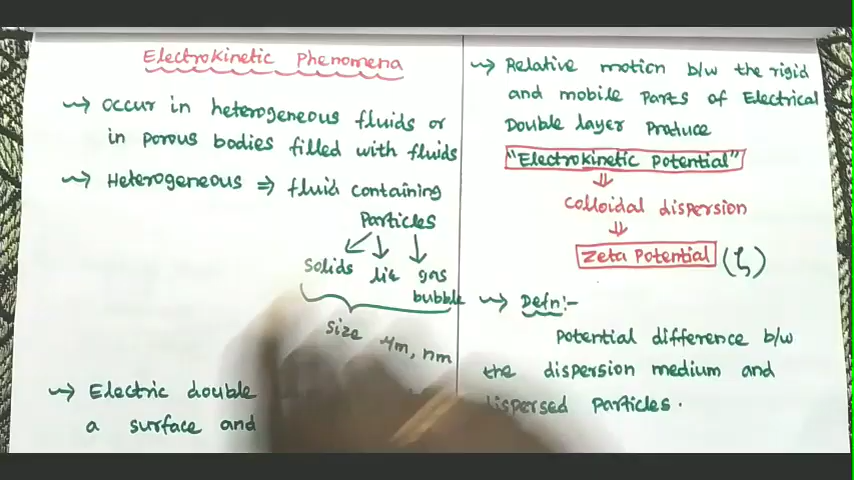 Electrokinetic Phenomena
→ occur in heterogeneous fluids or
in porous bodies filled with fluids
→ Heterogeneous ⇒ fluid containing
particles
solids liq gas
bubble
size μm, nm
→ Electric double
a surface and
→ Relative motion b/w the rigid
and mobile parts of Electrical
Double layer produce
"Electrokinetic potential"
⇓
colloidal dispersion
⇓
Zeta Potential (ζ)
→ Defn:-
Potential difference b/w
the dispersion medium and
dispersed particles.